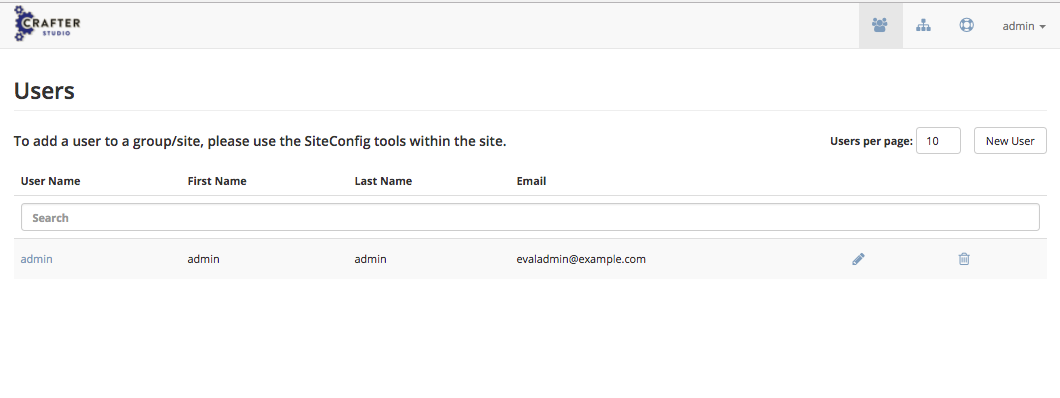 CRAFTER
STUDIO
admin
Users
To add a user to a group/site, please use the SiteConfig tools within the site.
Users per page: 10 New User
User Name First Name Last Name Email
Search
admin admin admin evaladmin@example.com